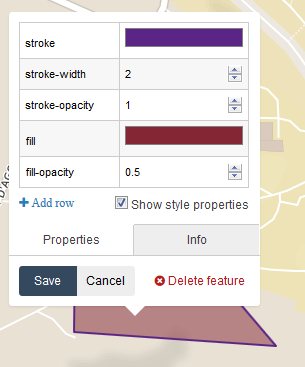 stroke
stroke-width 2
stroke-opacity 1
fill
fill-opacity 0.5
+ Add row Show style properties
Properties Info
Save Cancel Delete feature